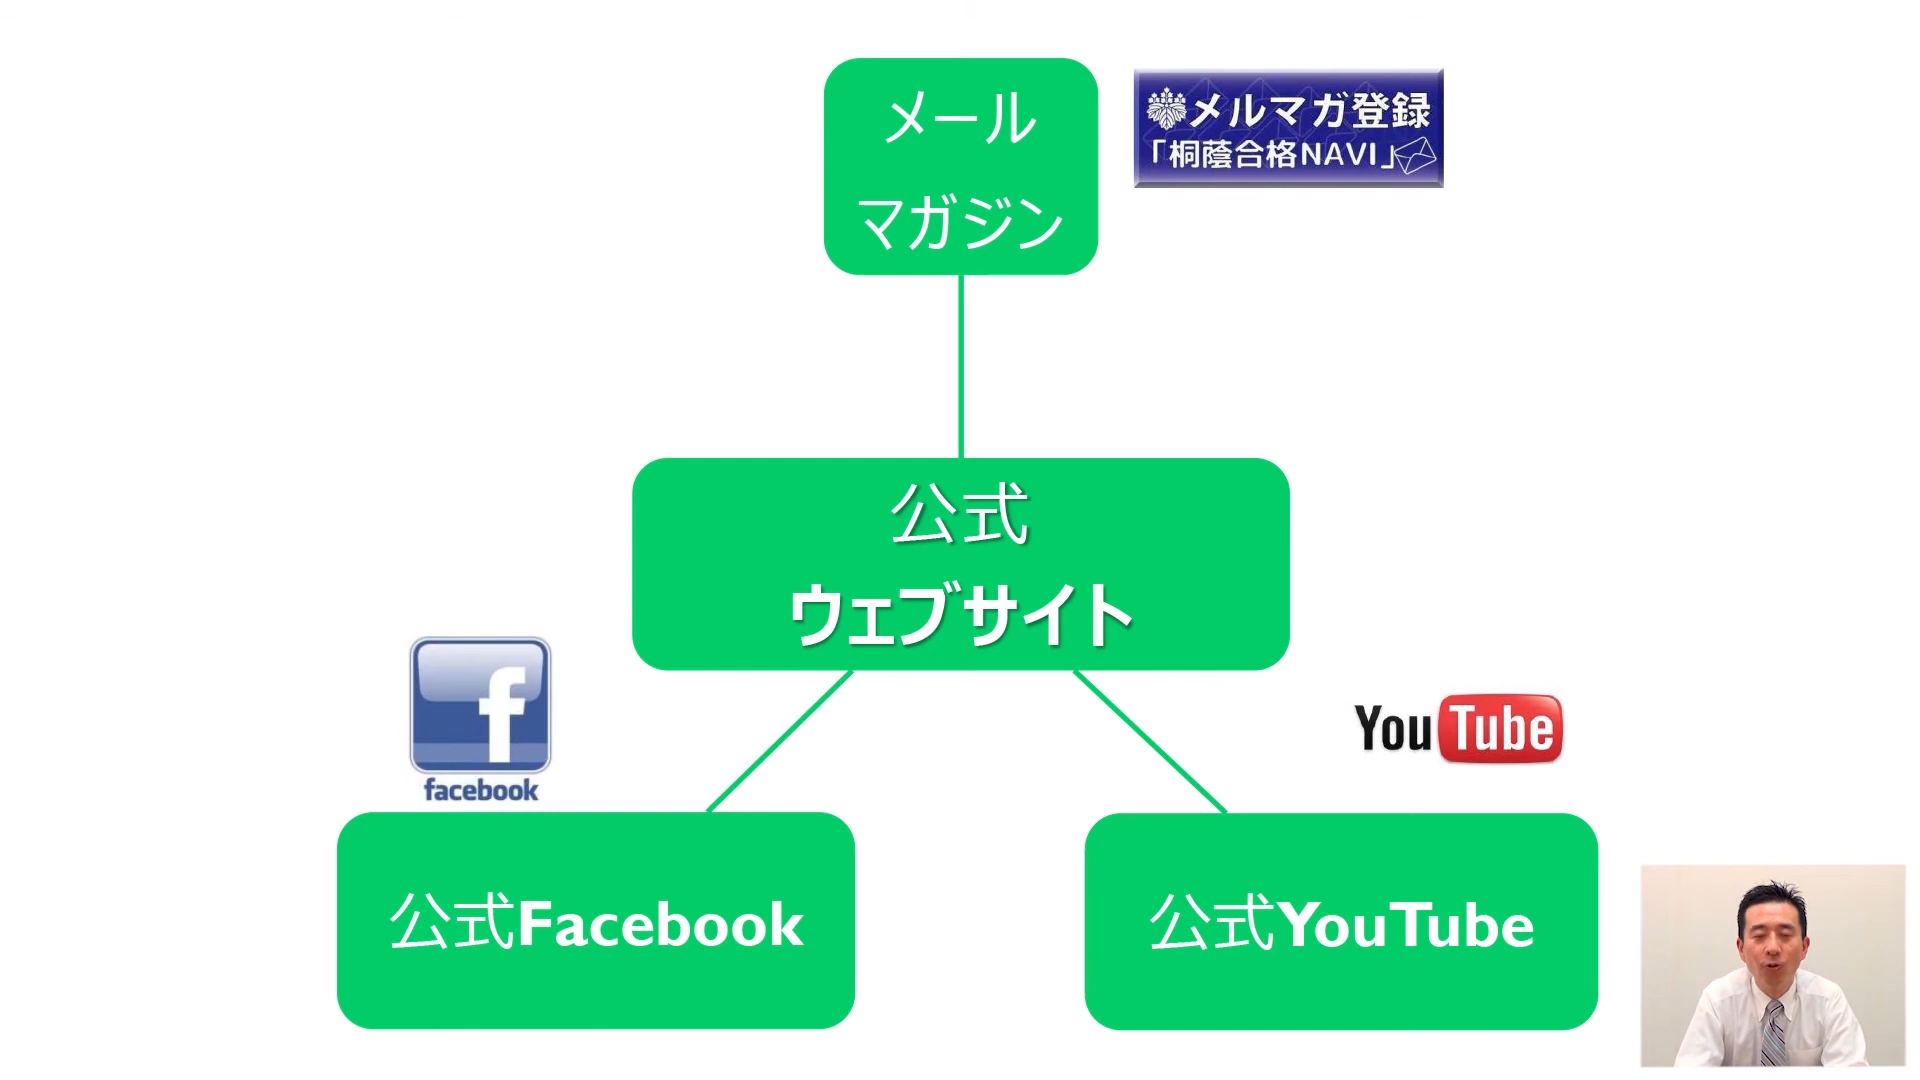 メール
マガジン
メルマガ登録
「桐蔭合格NAVI」
公式
ウェブサイト
facebook
YouTube
公式Facebook
公式YouTube